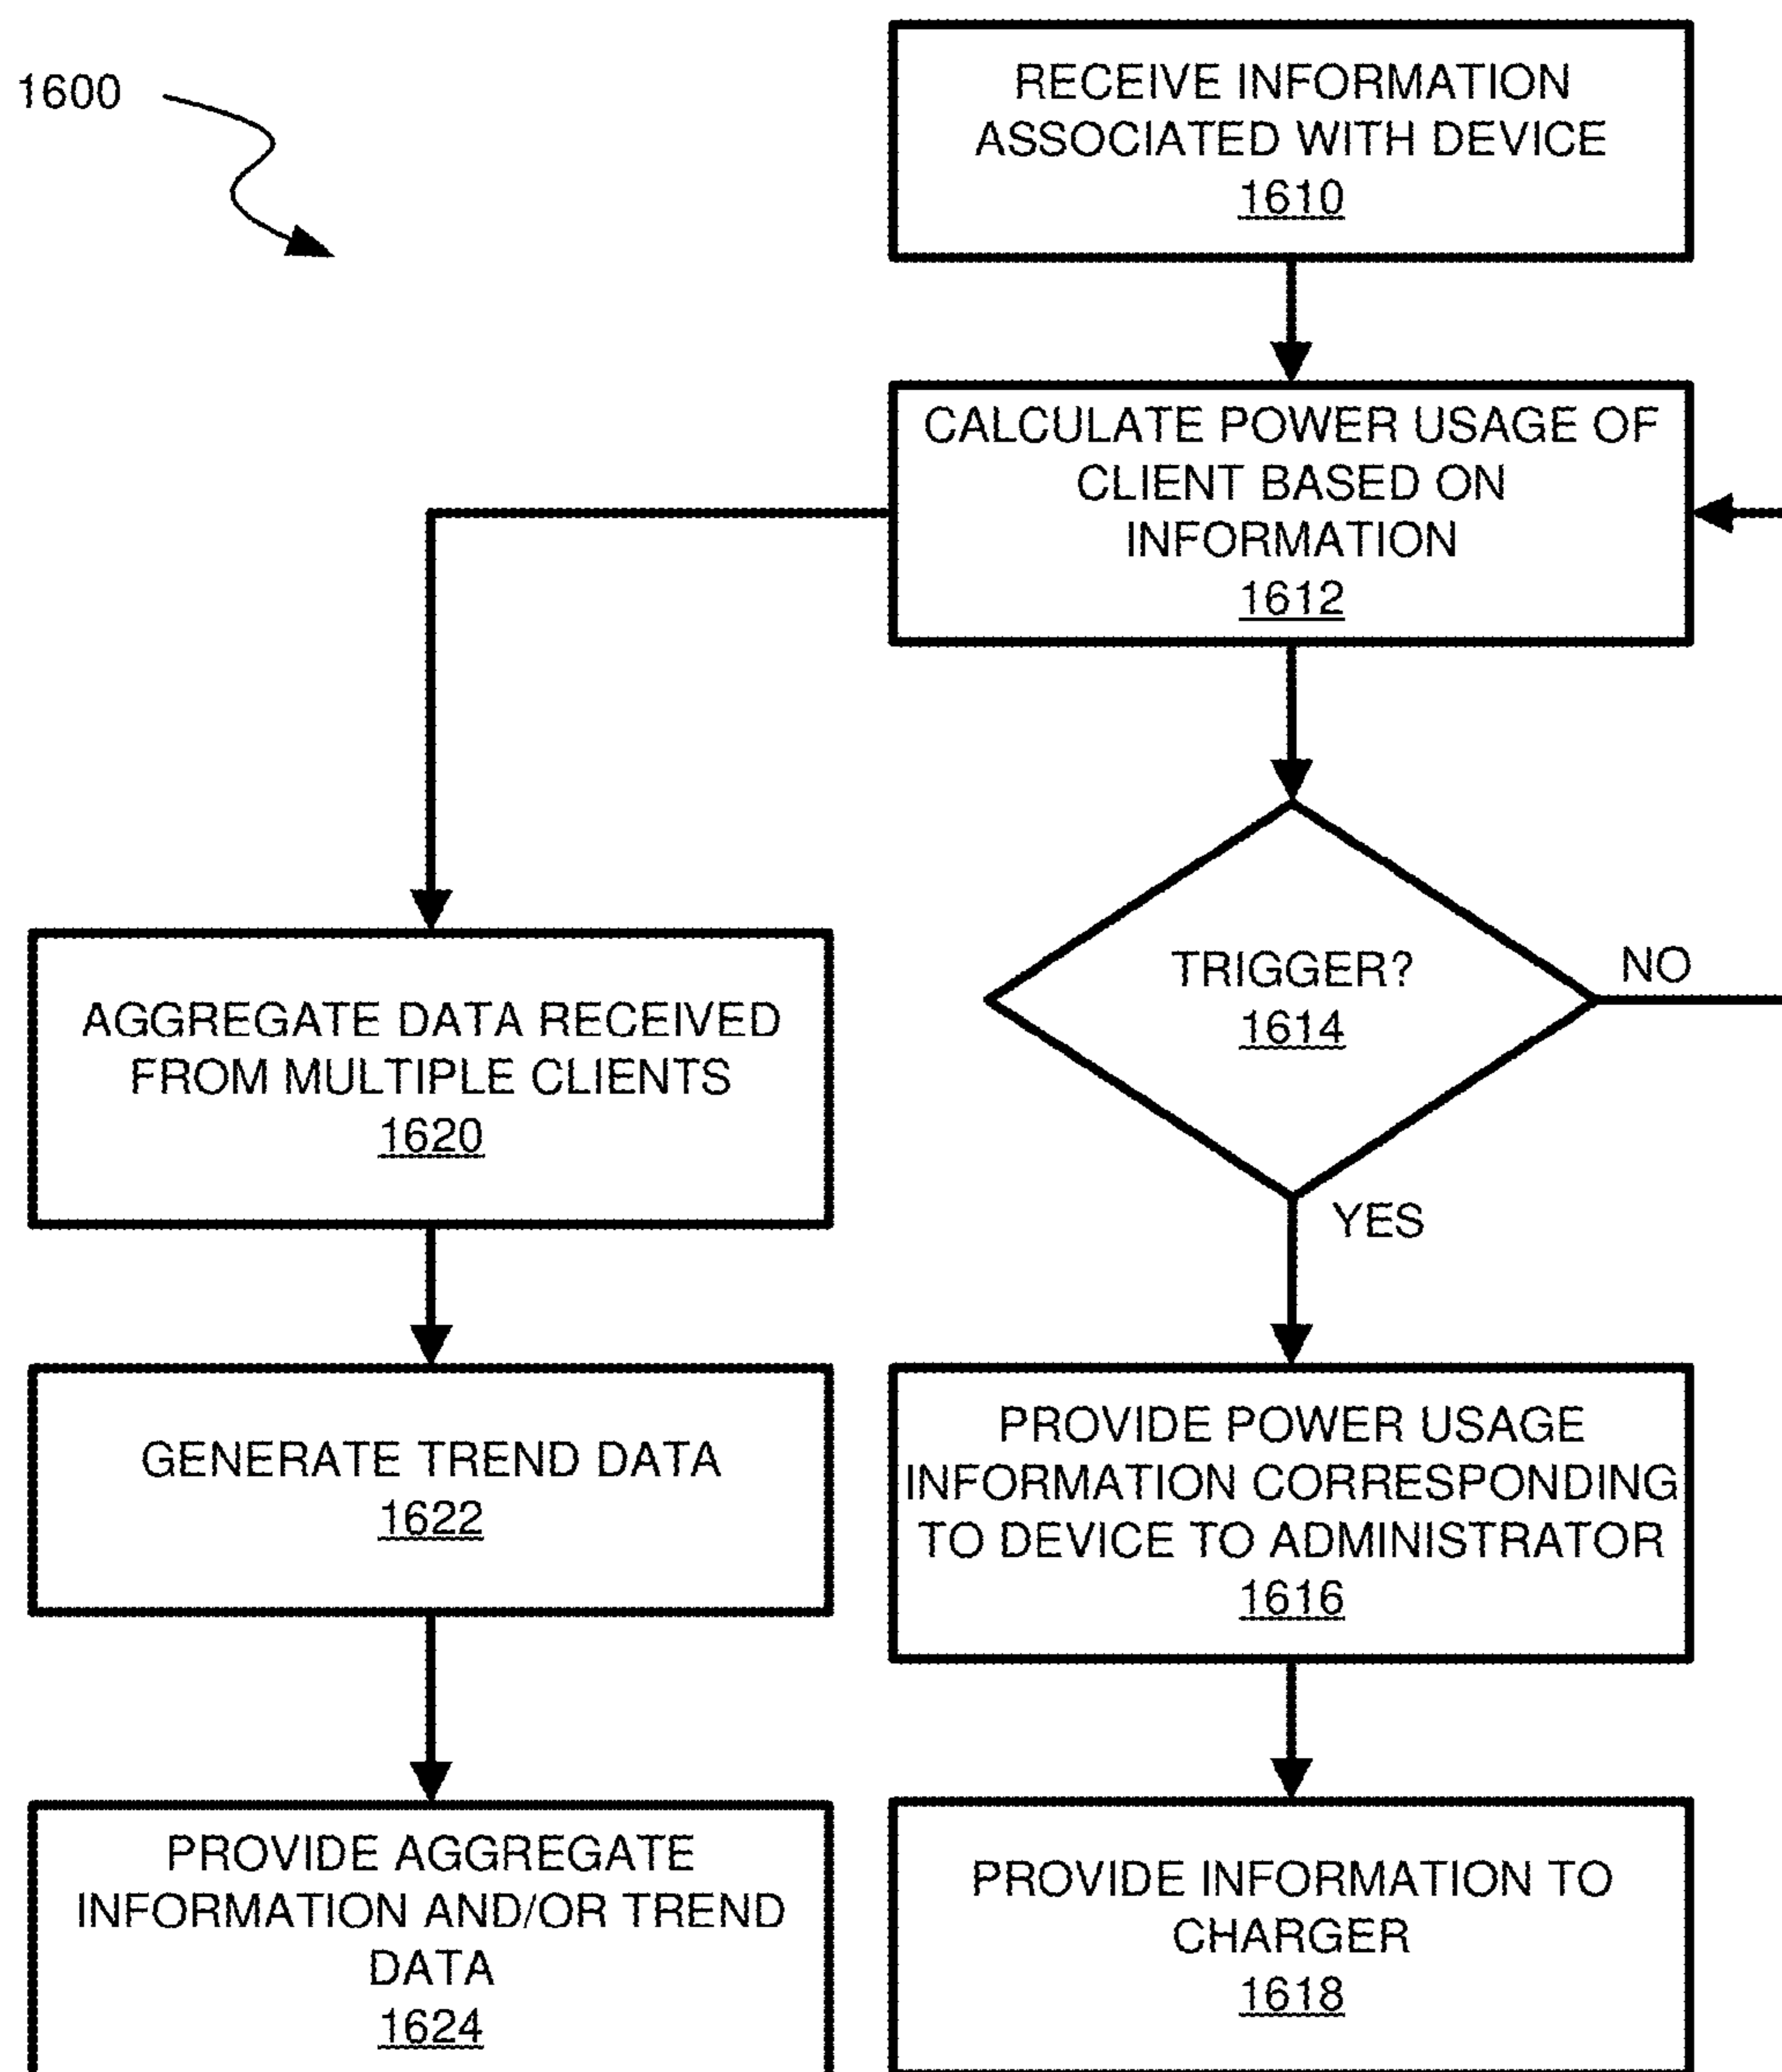 1600
RECEIVE INFORMATION
ASSOCIATED WITH DEVICE
1610
CALCULATE POWER USAGE OF
CLIENT BASED ON
INFORMATION
1612
TRIGGER?
1614
NO
YES
AGGREGATE DATA RECEIVED
FROM MULTIPLE CLIENTS
1620
GENERATE TREND DATA
1622
PROVIDE AGGREGATE
INFORMATION AND/OR TREND
DATA
1624
PROVIDE POWER USAGE
INFORMATION CORRESPONDING
TO DEVICE TO ADMINISTRATOR
1616
PROVIDE INFORMATION TO
CHARGER
1618